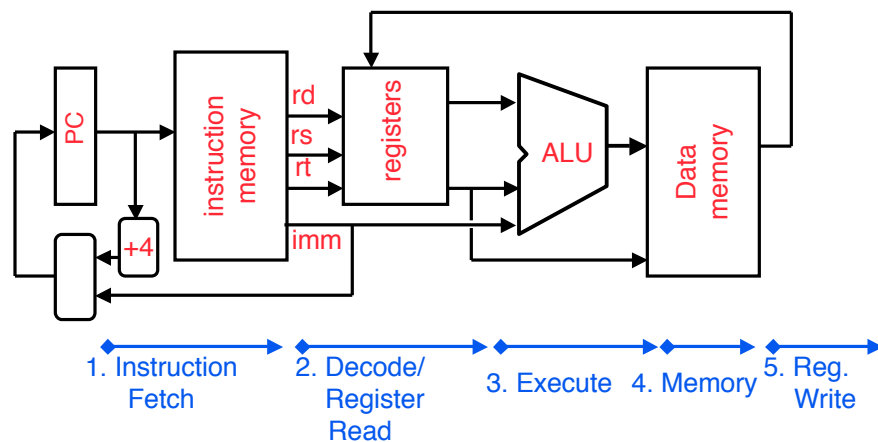 PC
+4
instruction
memory
rd
rs
rt
imm
registers
ALU
Data
memory
1. Instruction
Fetch
2. Decode/
Register
Read
3. Execute
4. Memory
5. Reg.
Write